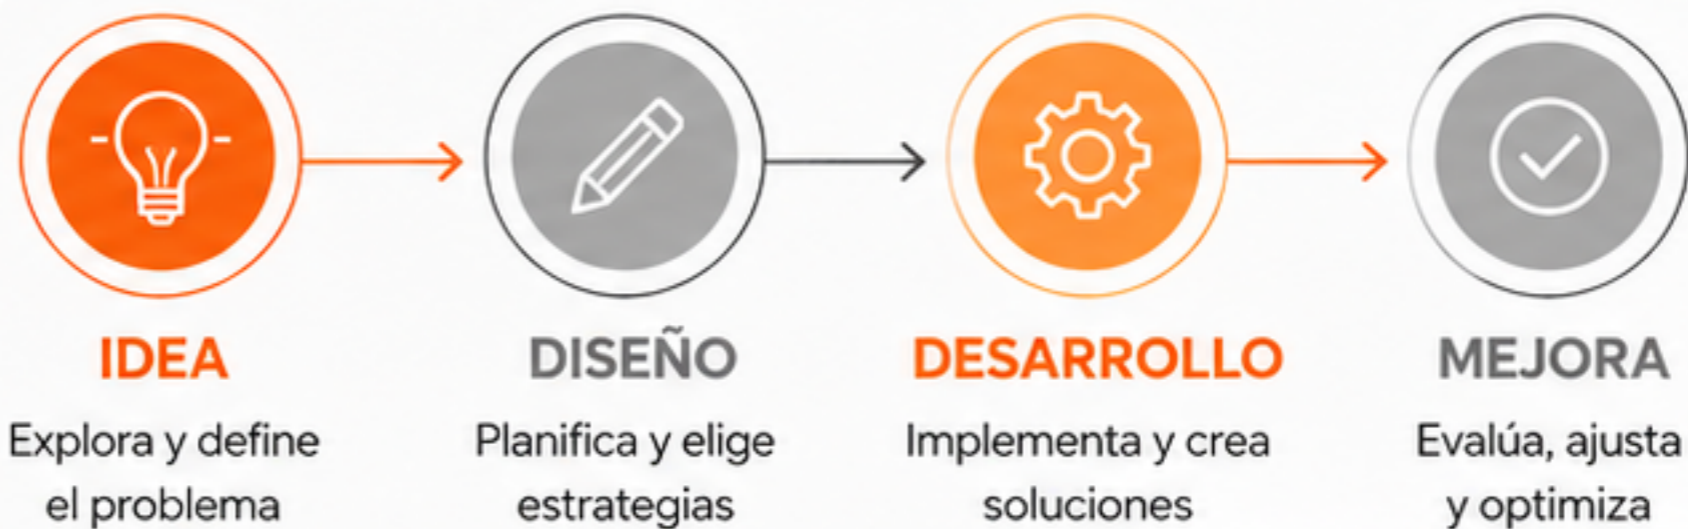 IDEA
Explora y define
el problema
DISEÑO
Planifica y elige
estrategias
DESARROLLO
Implementa y crea
soluciones
MEJORA
Evalúa, ajusta
y optimiza